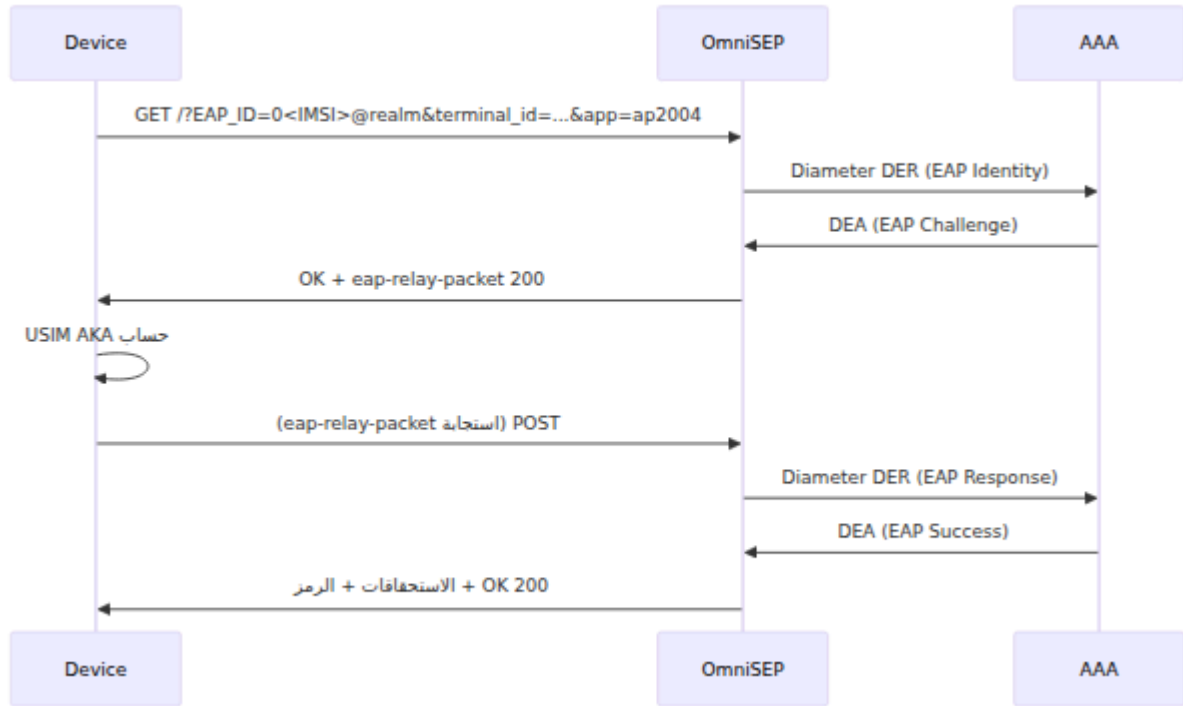 Device
OmniSEP
AAA
GET /?EAP_ID=0<IMSI>@realm&terminal_id=...&app=ap2004
Diameter DER (EAP Identity)
DEA (EAP Challenge)
OK + eap-relay-packet 200
حساب USIM AKA
POST (استجابة eap-relay-packet)
Diameter DER (EAP Response)
DEA (EAP Success)
200 OK + الاستحقاقات + الرمز
Device
OmniSEP
AAA